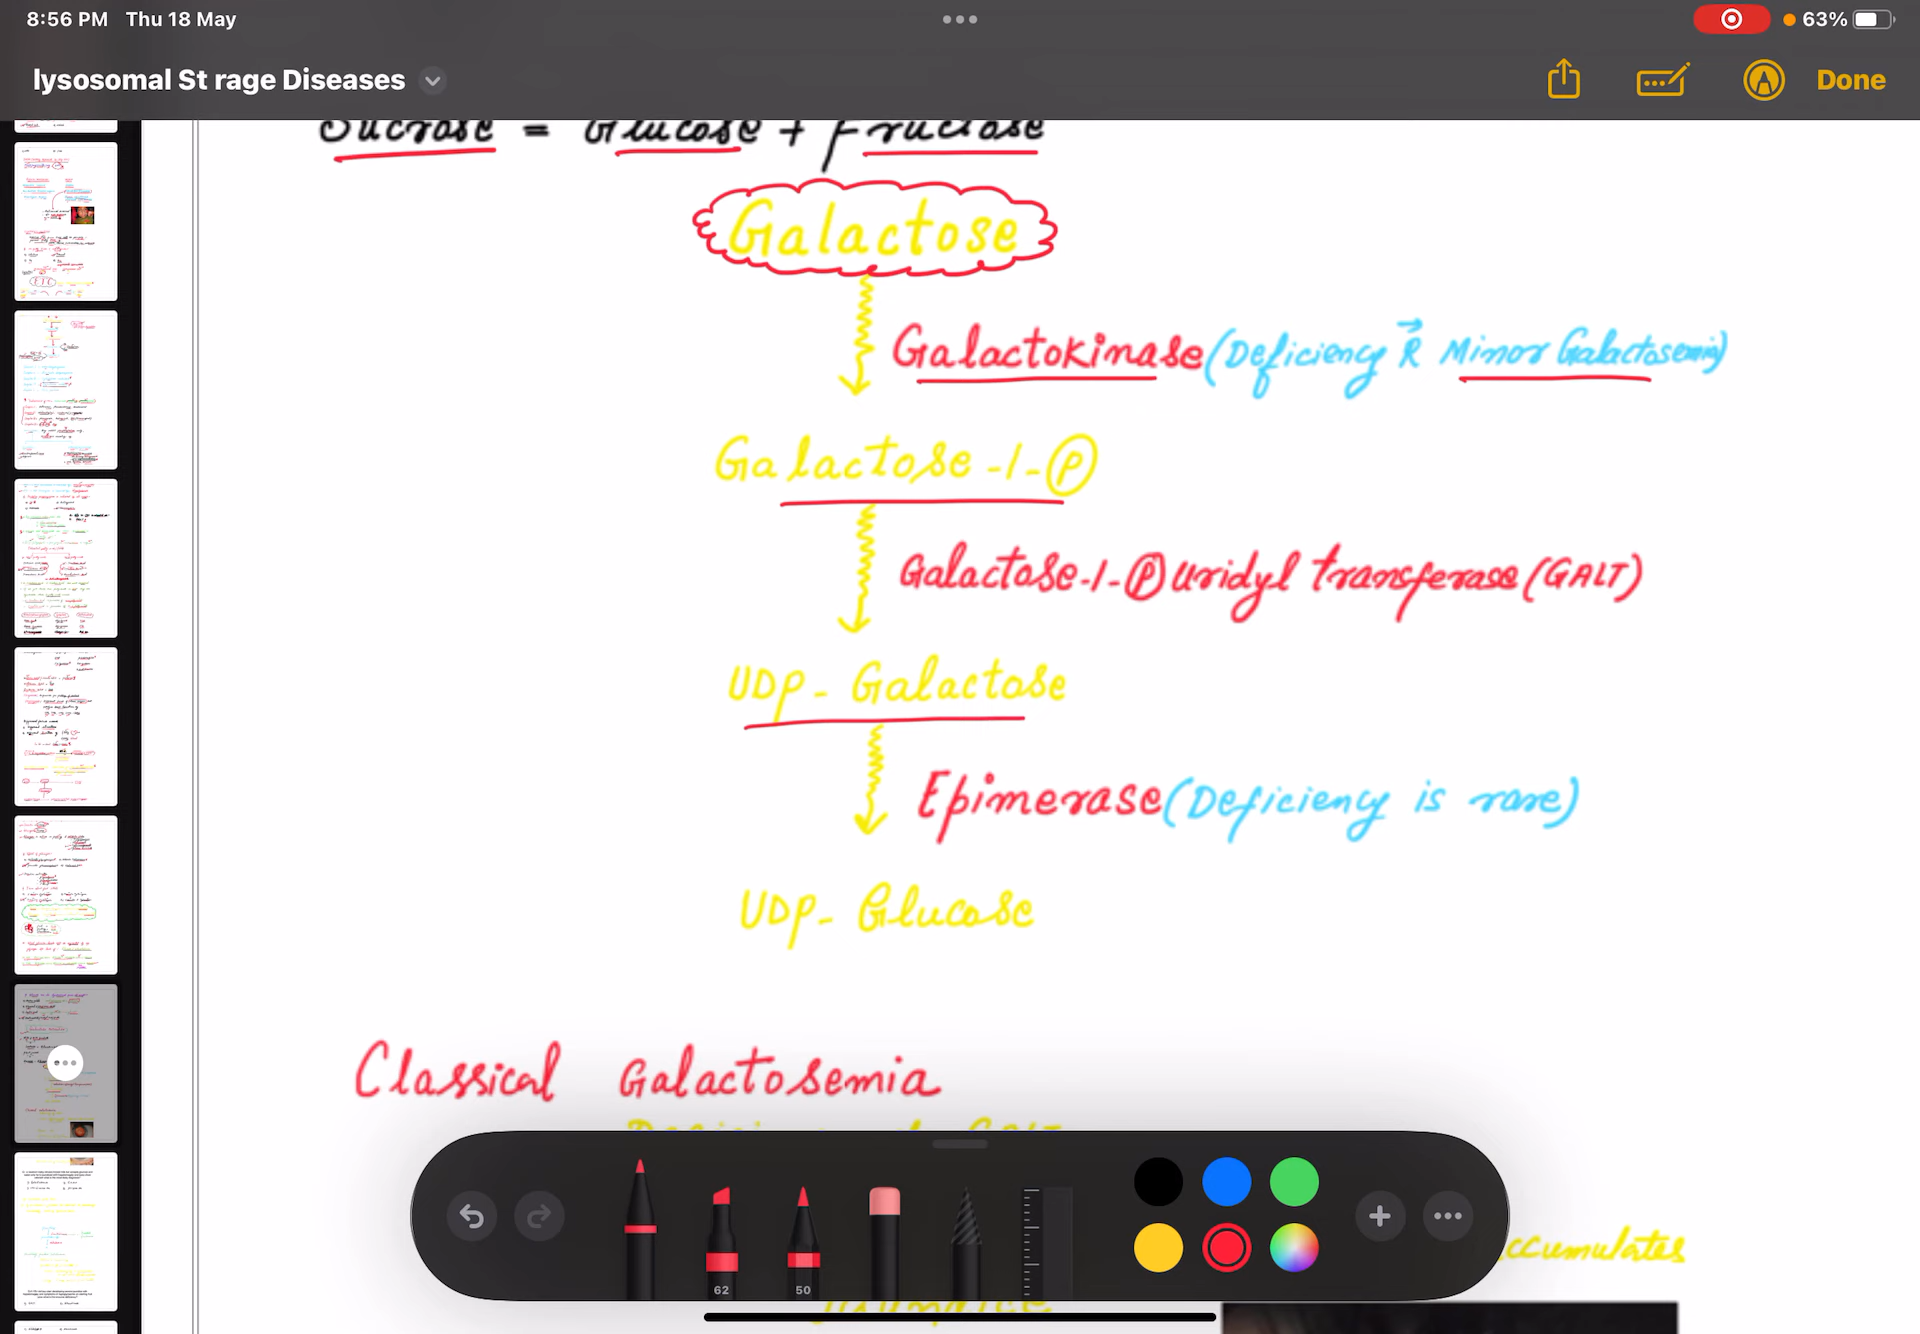 8:56 PM Thu 18 May
63%
lysosomal St rage Diseases
Done
Sucrose = Glucose + Fructose
Galactose
Galactokinase (Deficiency R Minor Galactosemia)
Galactose -1- P
Galactose-1- P Uridyl transferase (GALT)
UDP- Galactose
Epimerase (Deficiency is rare)
UDP- Glucose
Classical Galactosemia
ccumulates
62 50